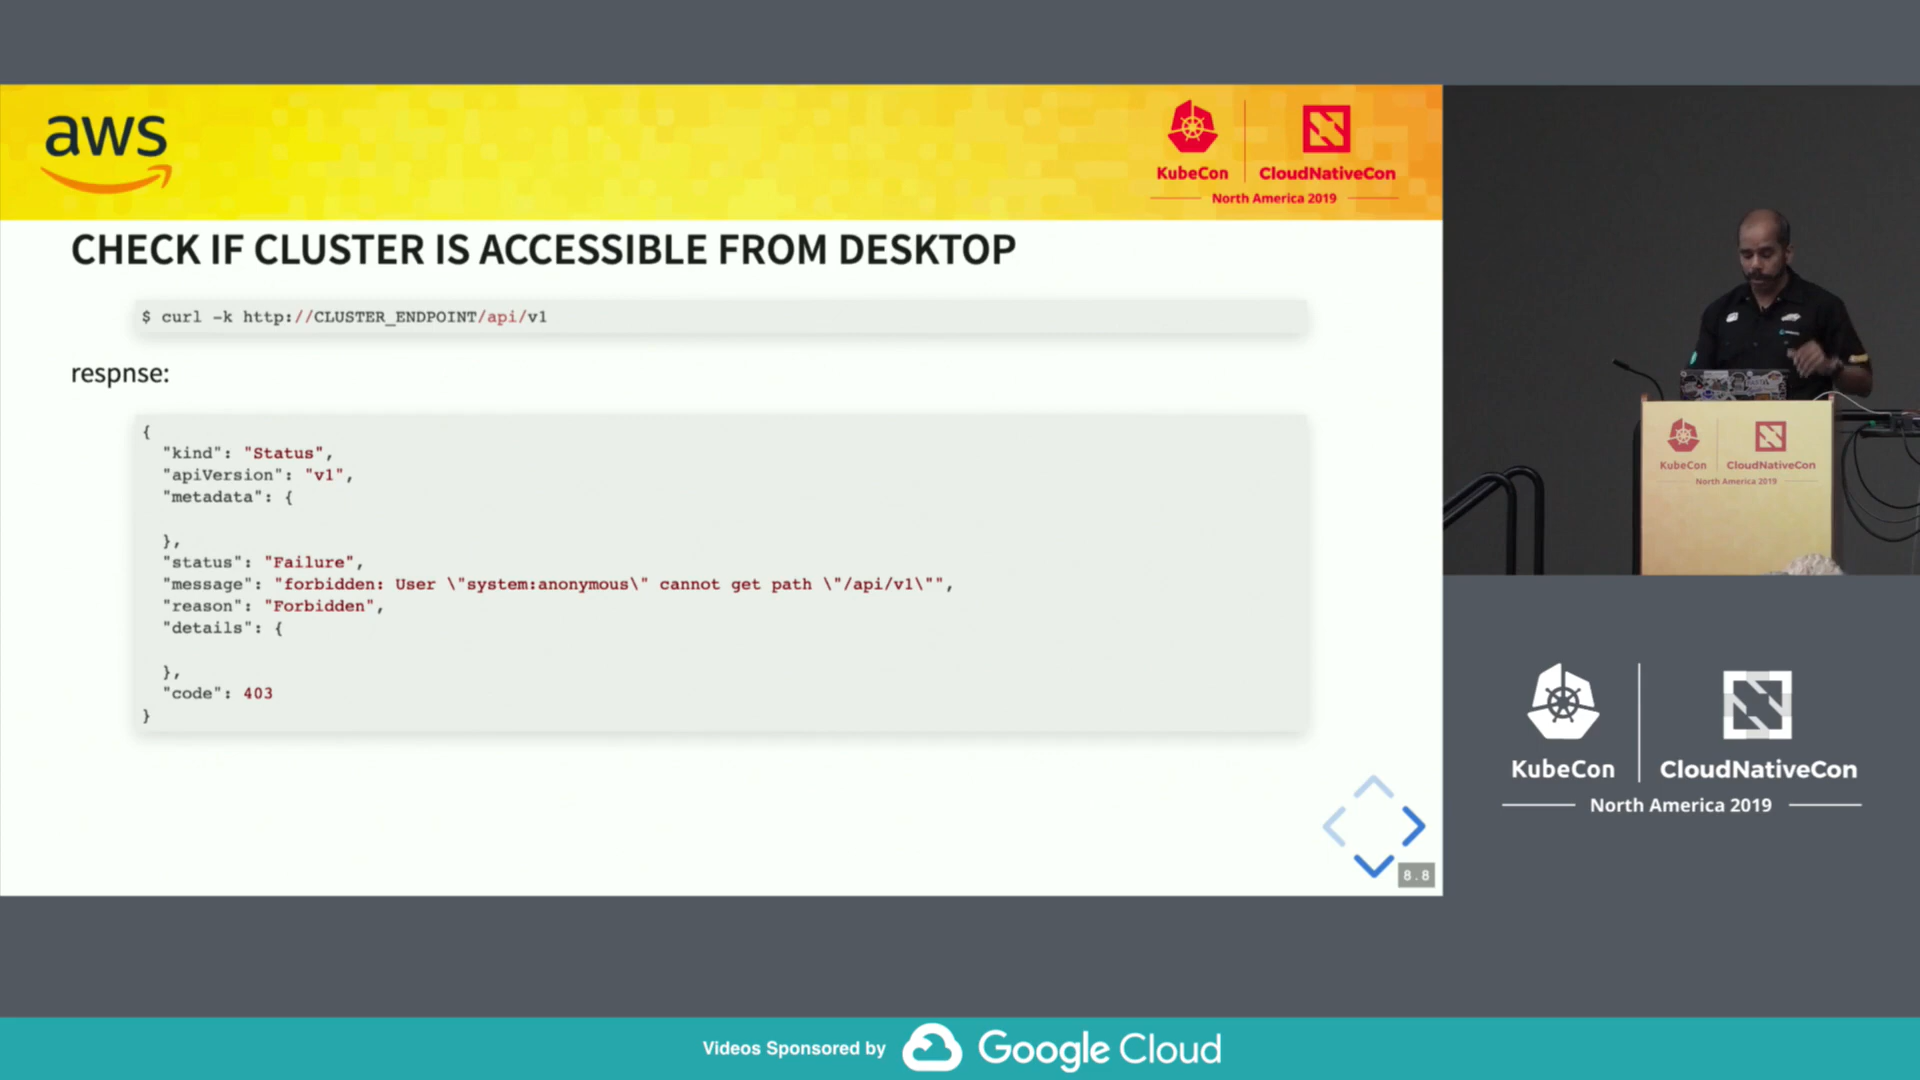 aws
KubeCon
CloudNativeCon
North America 2019
CHECK IF CLUSTER IS ACCESSIBLE FROM DESKTOP
$ curl -k http://CLUSTER_ENDPOINT/api/v1
respnse:
{
"kind": "Status",
"apiVersion": "v1",
"metadata": {
},
"status": "Failure",
"message": "forbidden: User \"system:anonymous\" cannot get path \"/api/v1\"",
"reason": "Forbidden",
"details": {
},
"code": 403
}
8.8
KubeCon
CloudNativeCon
North America 2019
KubeCon
CloudNativeCon
North America 2019
Videos Sponsored by Google Cloud